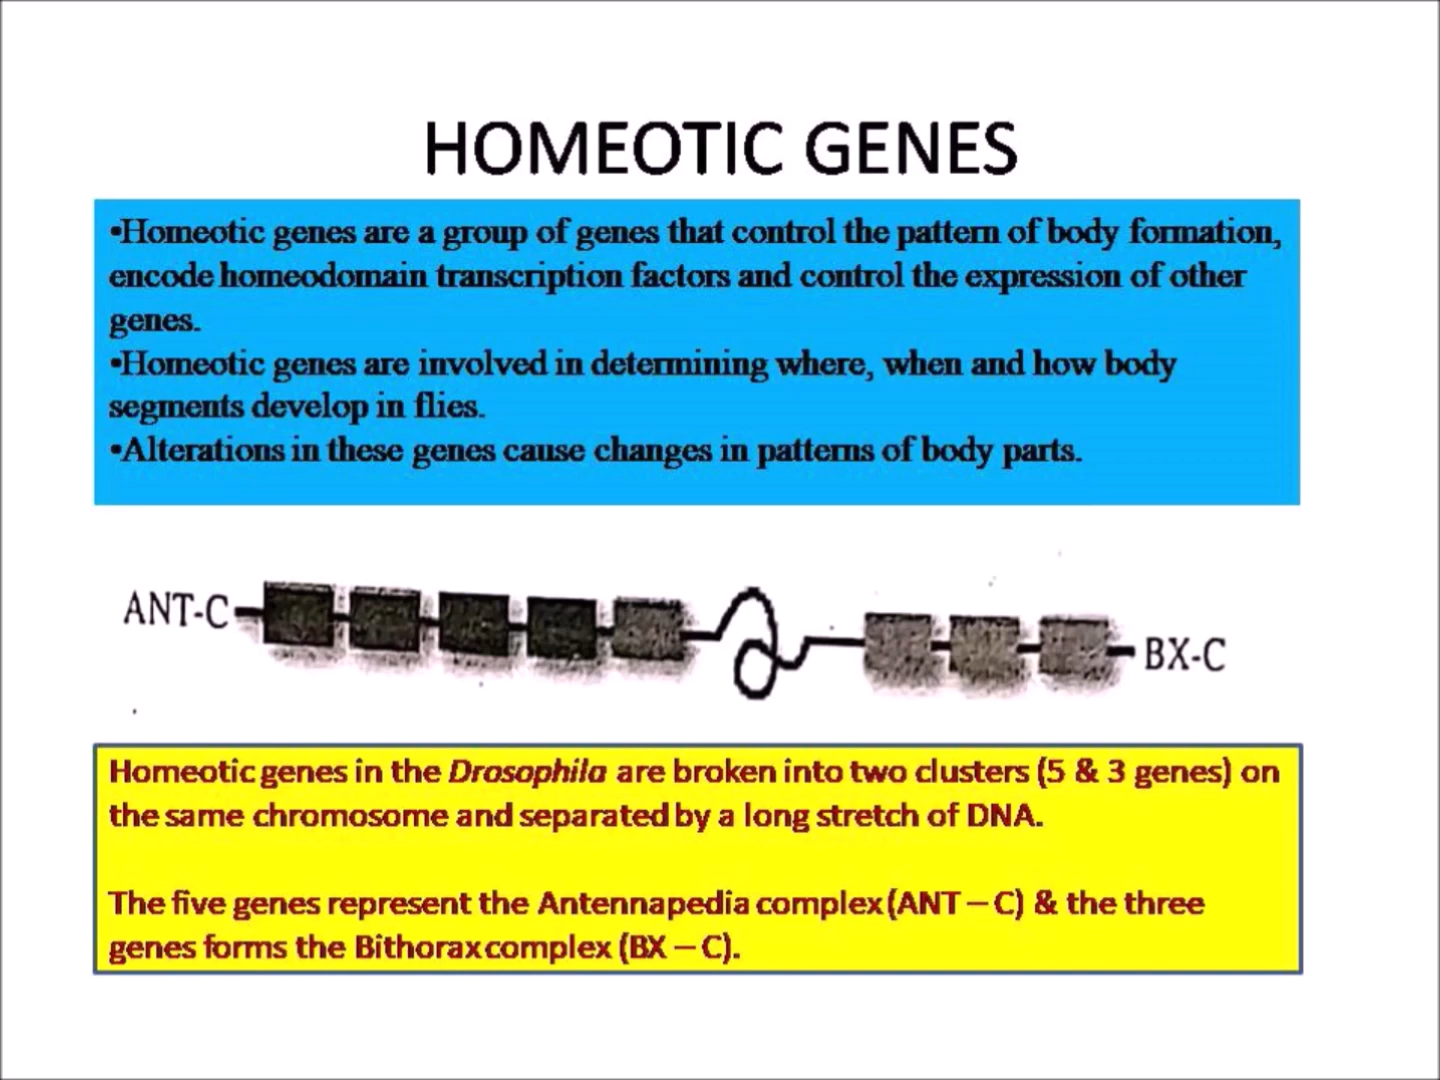 HOMEOTIC GENES
•Homeotic genes are a group of genes that control the pattern of body formation,
encode homeodomain transcription factors and control the expression of other
genes.
•Homeotic genes are involved in determining where, when and how body
segments develop in flies.
•Alterations in these genes cause changes in patterns of body parts.
ANT-C
BX-C
Homeotic genes in the Drosophila are broken into two clusters (5 & 3 genes) on
the same chromosome and separated by a long stretch of DNA.
The five genes represent the Antennapedia complex (ANT – C) & the three
genes forms the Bithorax complex (BX – C).